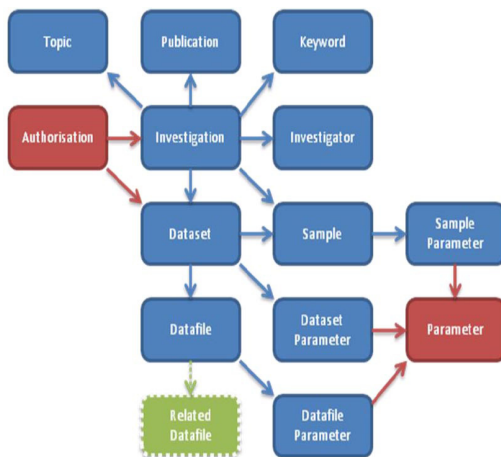 Topic
Publication
Keyword
Authorisation
Investigation
Investigator
Dataset
Sample
Sample
Parameter
Datafile
Dataset
Parameter
Parameter
Related
Datafile
Datafile
Parameter